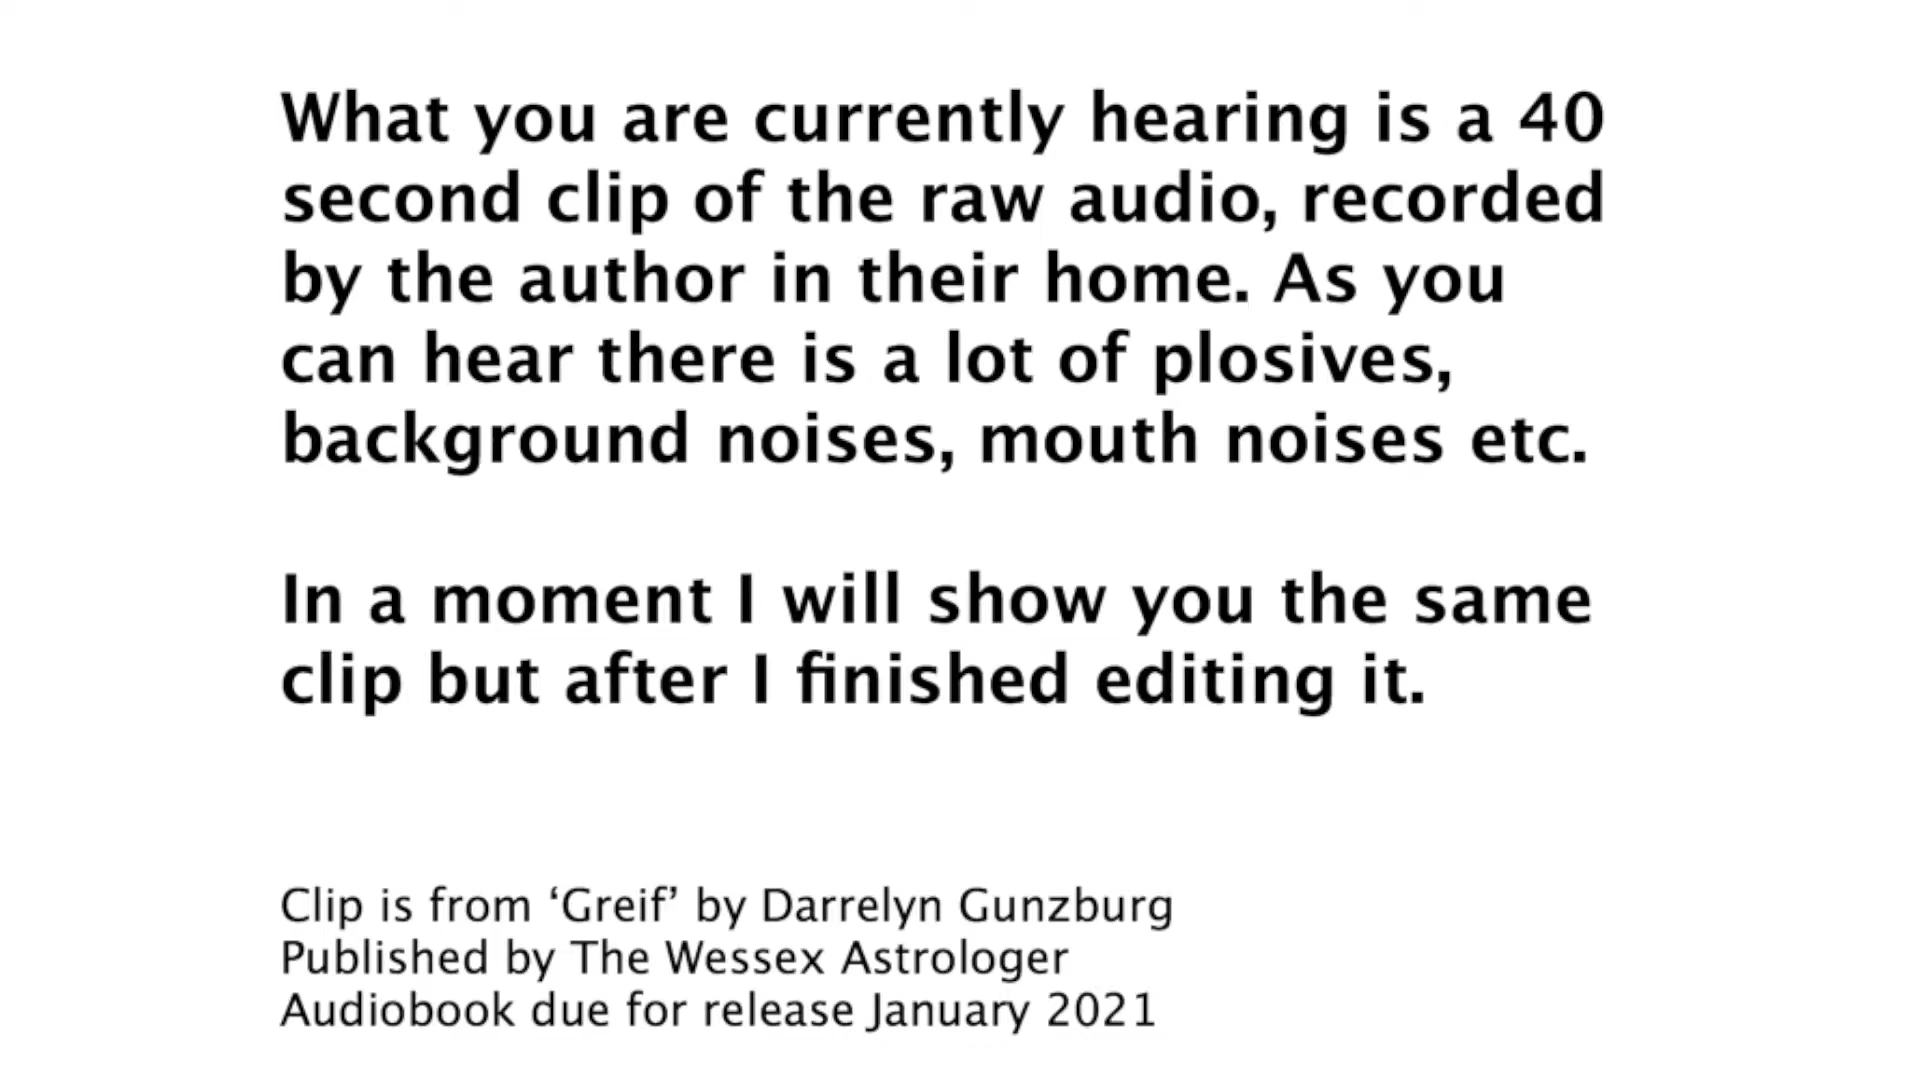 What you are currently hearing is a 40
second clip of the raw audio, recorded
by the author in their home. As you
can hear there is a lot of plosives,
background noises, mouth noises etc.
In a moment I will show you the same
clip but after I finished editing it.
Clip is from ‘Greif’ by Darrelyn Gunzburg
Published by The Wessex Astrologer
Audiobook due for release January 2021